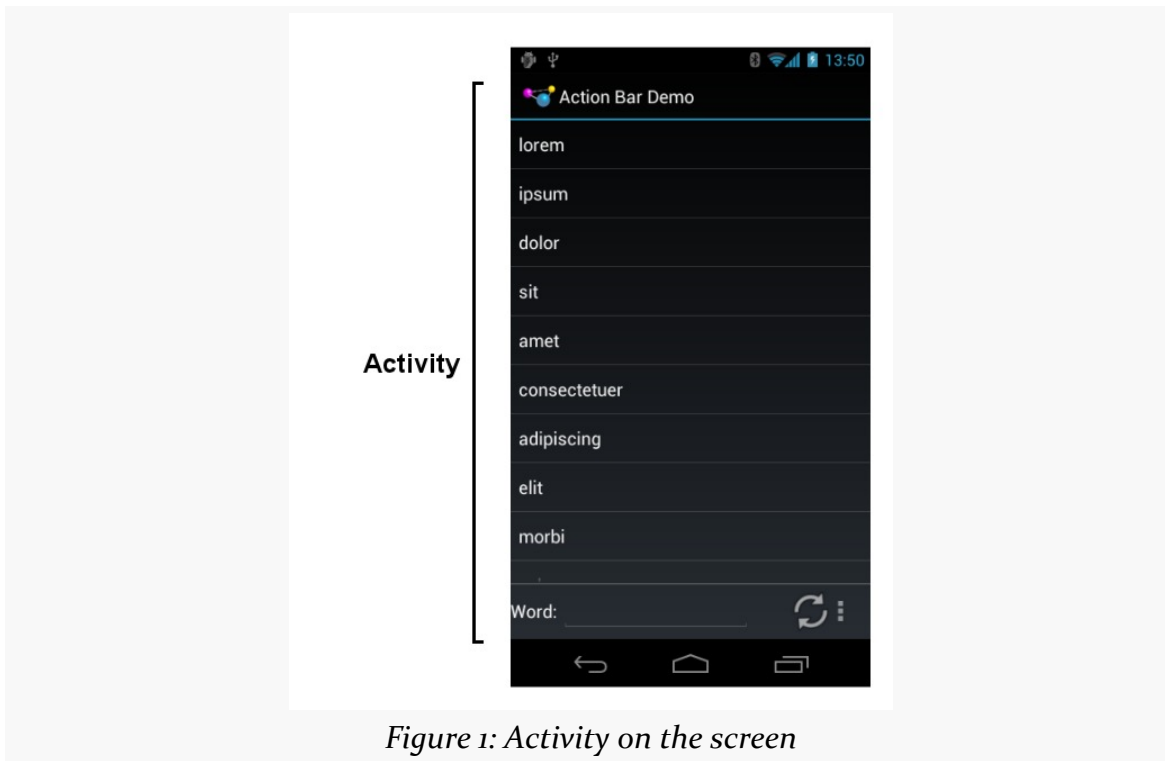 13:50
Action Bar Demo
lorem
ipsum
dolor
sit
amet
Activity
consectetuer
adipiscing
elit
morbi
Word:
Figure 1: Activity on the screen